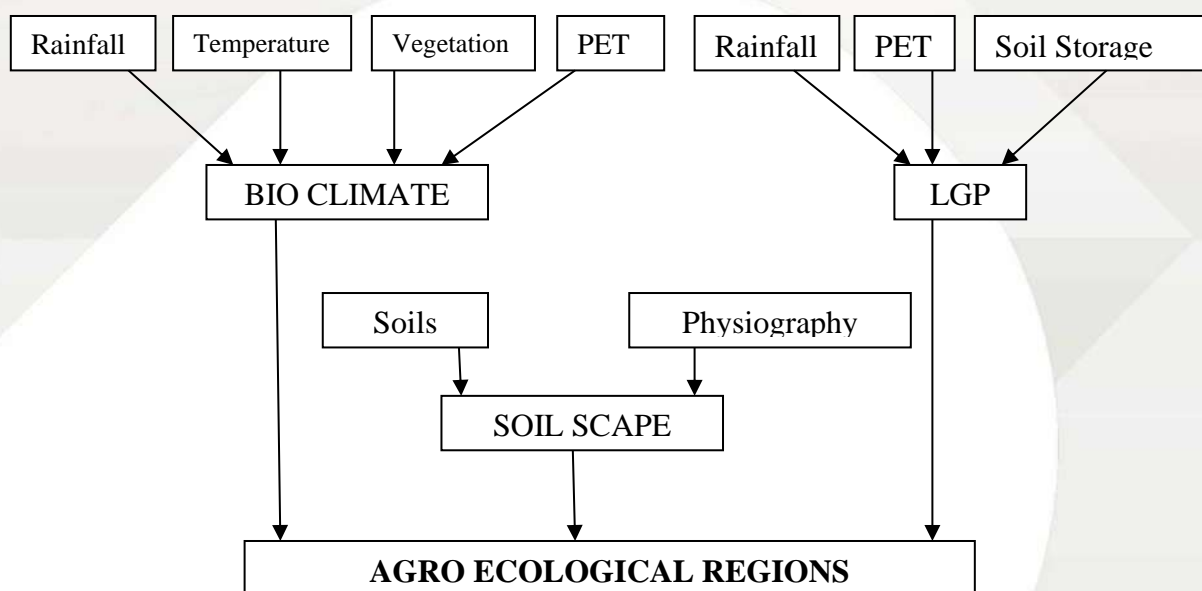 Rainfall
Temperature
Vegetation
PET
Rainfall
PET
Soil Storage
BIO CLIMATE
LGP
Soils
Physiography
SOIL SCAPE
AGRO ECOLOGICAL REGIONS